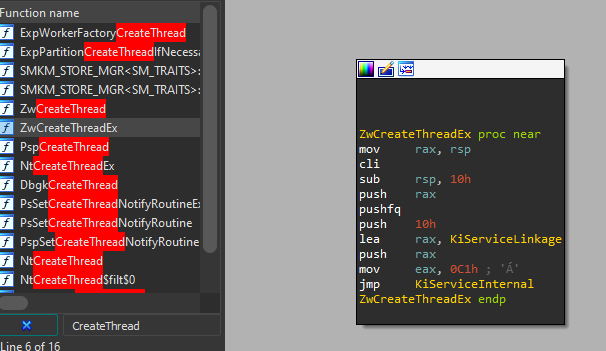 Function name
ExpWorkerFactoryCreateThread
ExpPartitionCreateThreadIfNecessa
SMKM_STORE_MGR<SM_TRAITS>:
SMKM_STORE_MGR<SM_TRAITS>:
ZwCreateThread
ZwCreateThreadEx
PspCreateThread
NtCreateThreadEx
DbgkCreateThread
PsSetCreateThreadNotifyRoutineEx
PsSetCreateThreadNotifyRoutine
PspSetCreateThreadNotifyRoutine
NtCreateThread
NtCreateThread$filt$0
CreateThread
Line 6 of 16
ZwCreateThreadEx proc near
mov rax, rsp
cli
sub rsp, 10h
push rax
pushfq
push 10h
lea rax, KiServiceLinkage
push rax
mov eax, 0C1h ; 'Á'
jmp KiServiceInternal
ZwCreateThreadEx endp